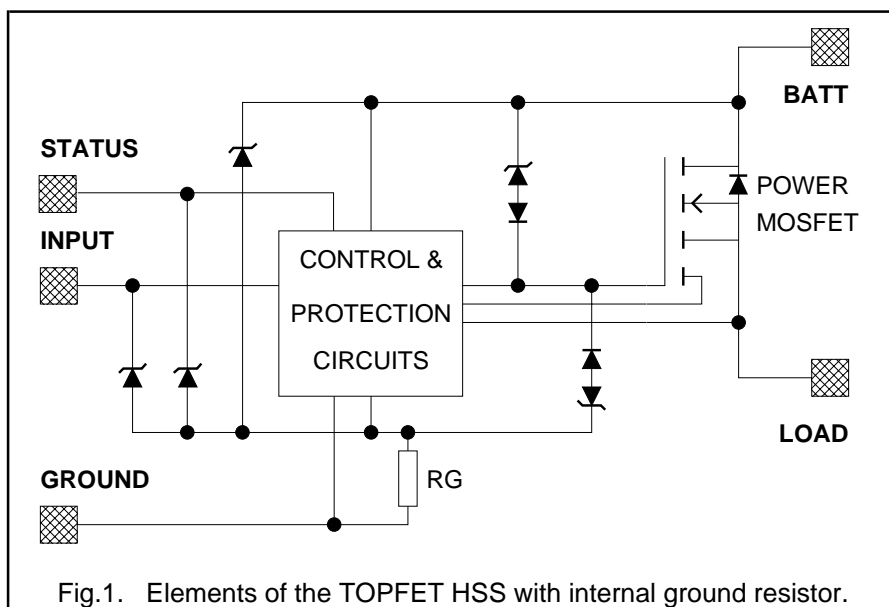 BATT
STATUS
POWER
MOSFET
INPUT
CONTROL &
PROTECTION
CIRCUITS
LOAD
GROUND
RG
Fig.1. Elements of the TOPFET HSS with internal ground resistor.